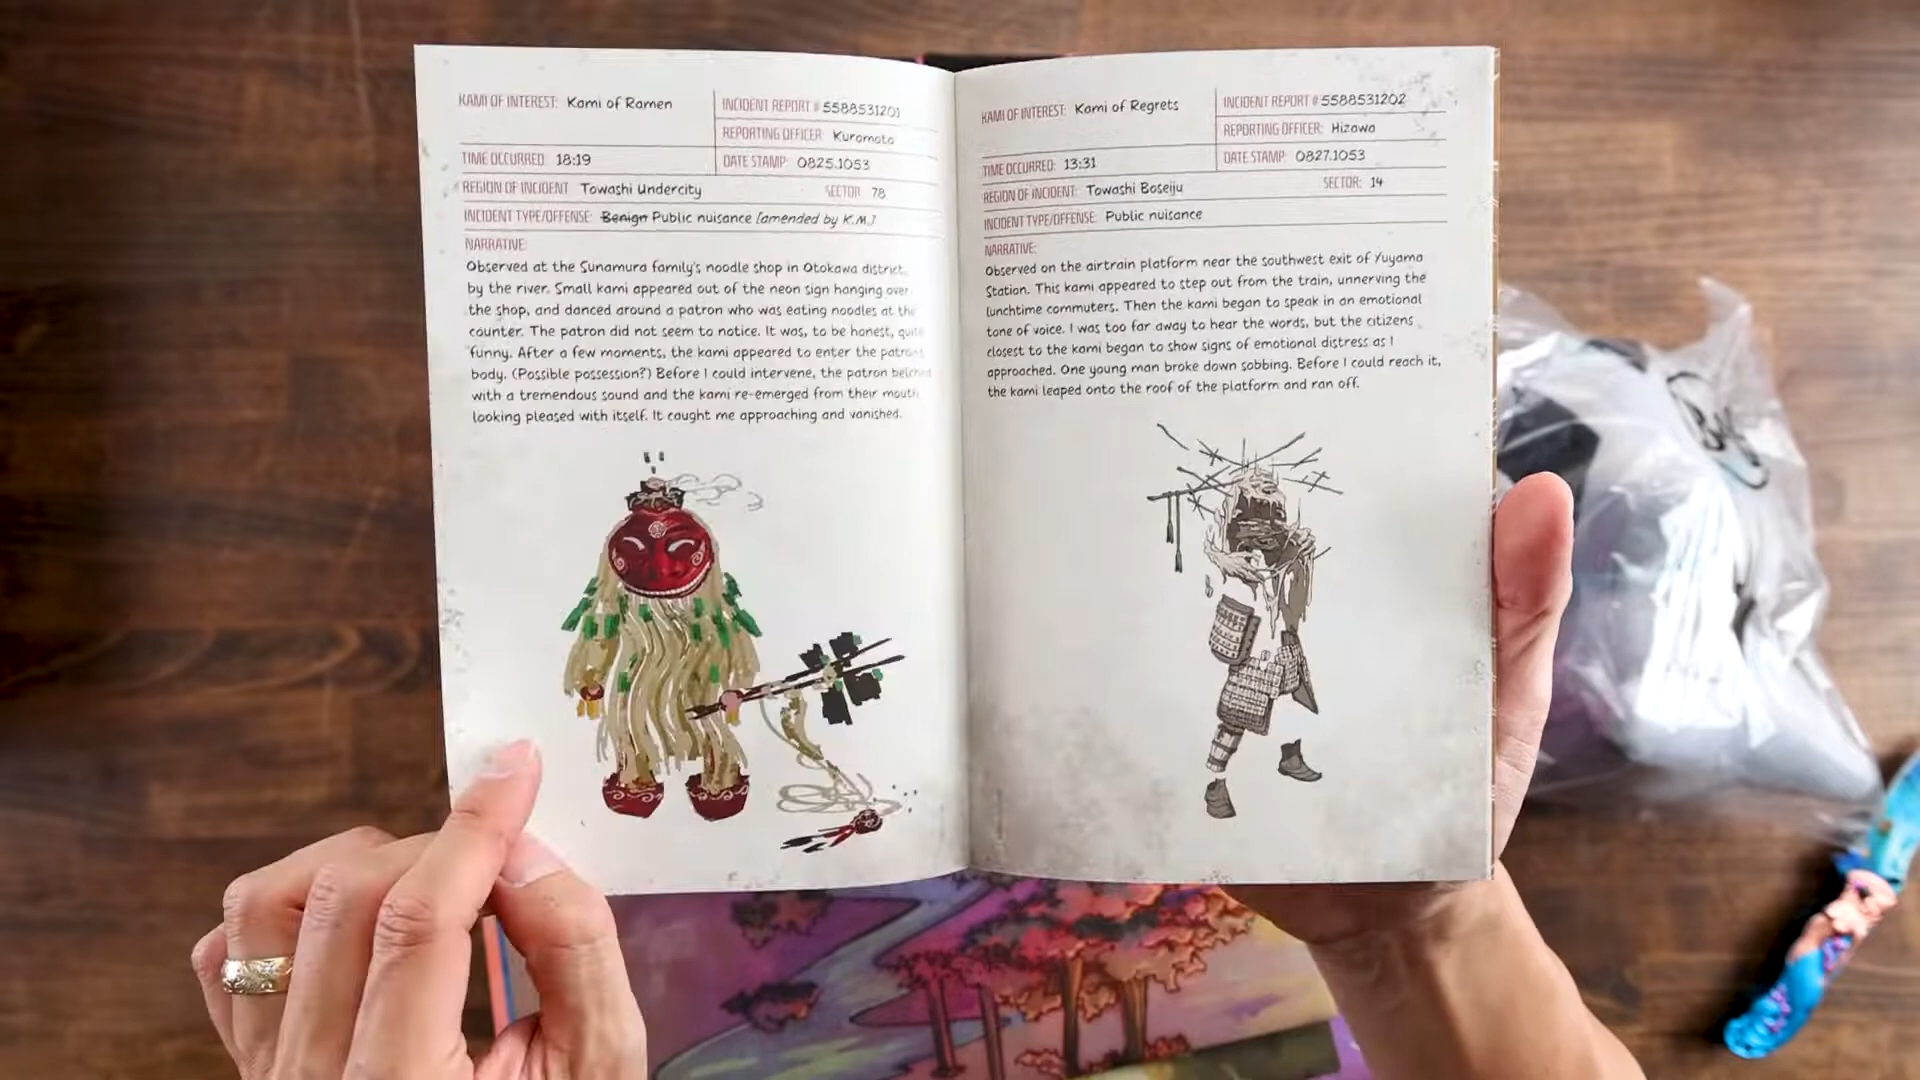 KAMI OF INTEREST: Kami of Ramen
INCIDENT REPORT # 5588531201
REPORTING OFFICER: Kuromoto
TIME OCCURRED: 18:19
DATE STAMP: 0825.1053
REGION OF INCIDENT Towashi Undercity
SECTOR: 78
INCIDENT TYPE/OFFENSE: Benign Public nuisance [amended by K.M.]
NARRATIVE:
Observed at the Sunamura family's noodle shop in Otokawa district,
by the river. Small kami appeared out of the neon sign hanging over
the shop, and danced around a patron who was eating noodles at the
counter. The patron did not seem to notice. It was, to be honest, quite
funny. After a few moments, the kami appeared to enter the patron's
body. (Possible possession?) Before I could intervene, the patron belched
with a tremendous sound and the kami re-emerged from their mouth
looking pleased with itself. It caught me approaching and vanished.
KAMI OF INTEREST: Kami of Regrets
INCIDENT REPORT # 5588531202
REPORTING OFFICER: Hizawa
TIME OCCURRED: 13:31
DATE STAMP: 0827.1053
REGION OF INCIDENT: Towashi Boseiju
SECTOR: 14
INCIDENT TYPE/OFFENSE: Public nuisance
NARRATIVE:
Observed on the airtrain platform near the southwest exit of Yuyama
Station. This kami appeared to step out from the train, unnerving the
lunchtime commuters. Then the kami began to speak in an emotional
tone of voice. I was too far away to hear the words, but the citizens
closest to the kami began to show signs of emotional distress as I
approached. One young man broke down sobbing. Before I could reach it,
the kami leaped onto the roof of the platform and ran off.